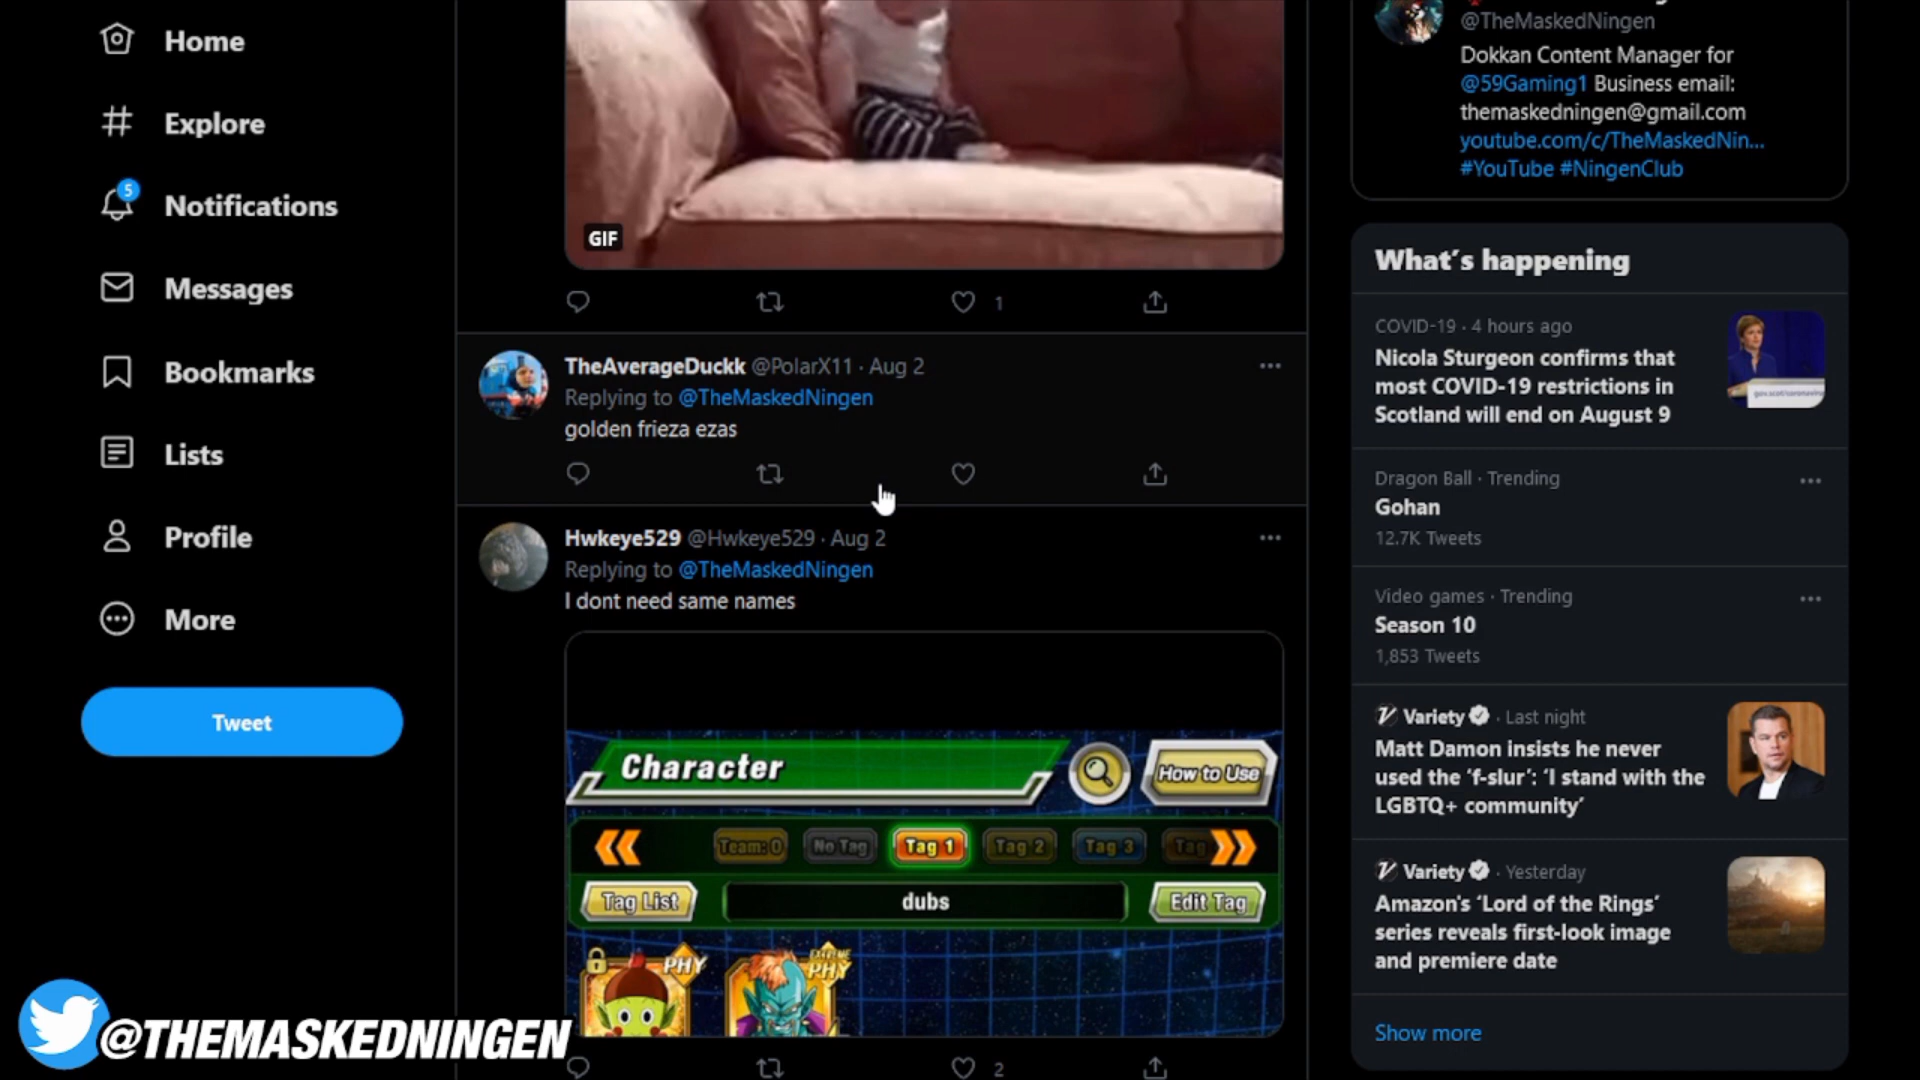 Home
Explore
5
Notifications
Messages
Bookmarks
Lists
Profile
More
Tweet
GIF
1
TheAverageDuckk @PolarX11 · Aug 2
Replying to @TheMaskedNingen
golden frieza ezas
Hwkeye529 @Hwkeye529 · Aug 2
Replying to @TheMaskedNingen
I dont need same names
Character
How to Use
Team:0 No Tag Tag 1 Tag 2 Tag 3 Tag
Tag List dubs Edit Tag
PHY
EXTREME
PHY
2
@TheMaskedNingen
Dokkan Content Manager for
@59Gaming1 Business email:
themaskedningen@gmail.com
youtube.com/c/TheMaskedNin...
#YouTube #NingenClub
What's happening
COVID-19 · 4 hours ago
Nicola Sturgeon confirms that
most COVID-19 restrictions in
Scotland will end on August 9
Dragon Ball · Trending
Gohan
12.7K Tweets
Video games · Trending
Season 10
1,853 Tweets
Variety · Last night
Matt Damon insists he never
used the ‘f-slur’: ‘I stand with the
LGBTQ+ community’
Variety · Yesterday
Amazon's ‘Lord of the Rings’
series reveals first-look image
and premiere date
Show more
@THEMASKEDNINGEN